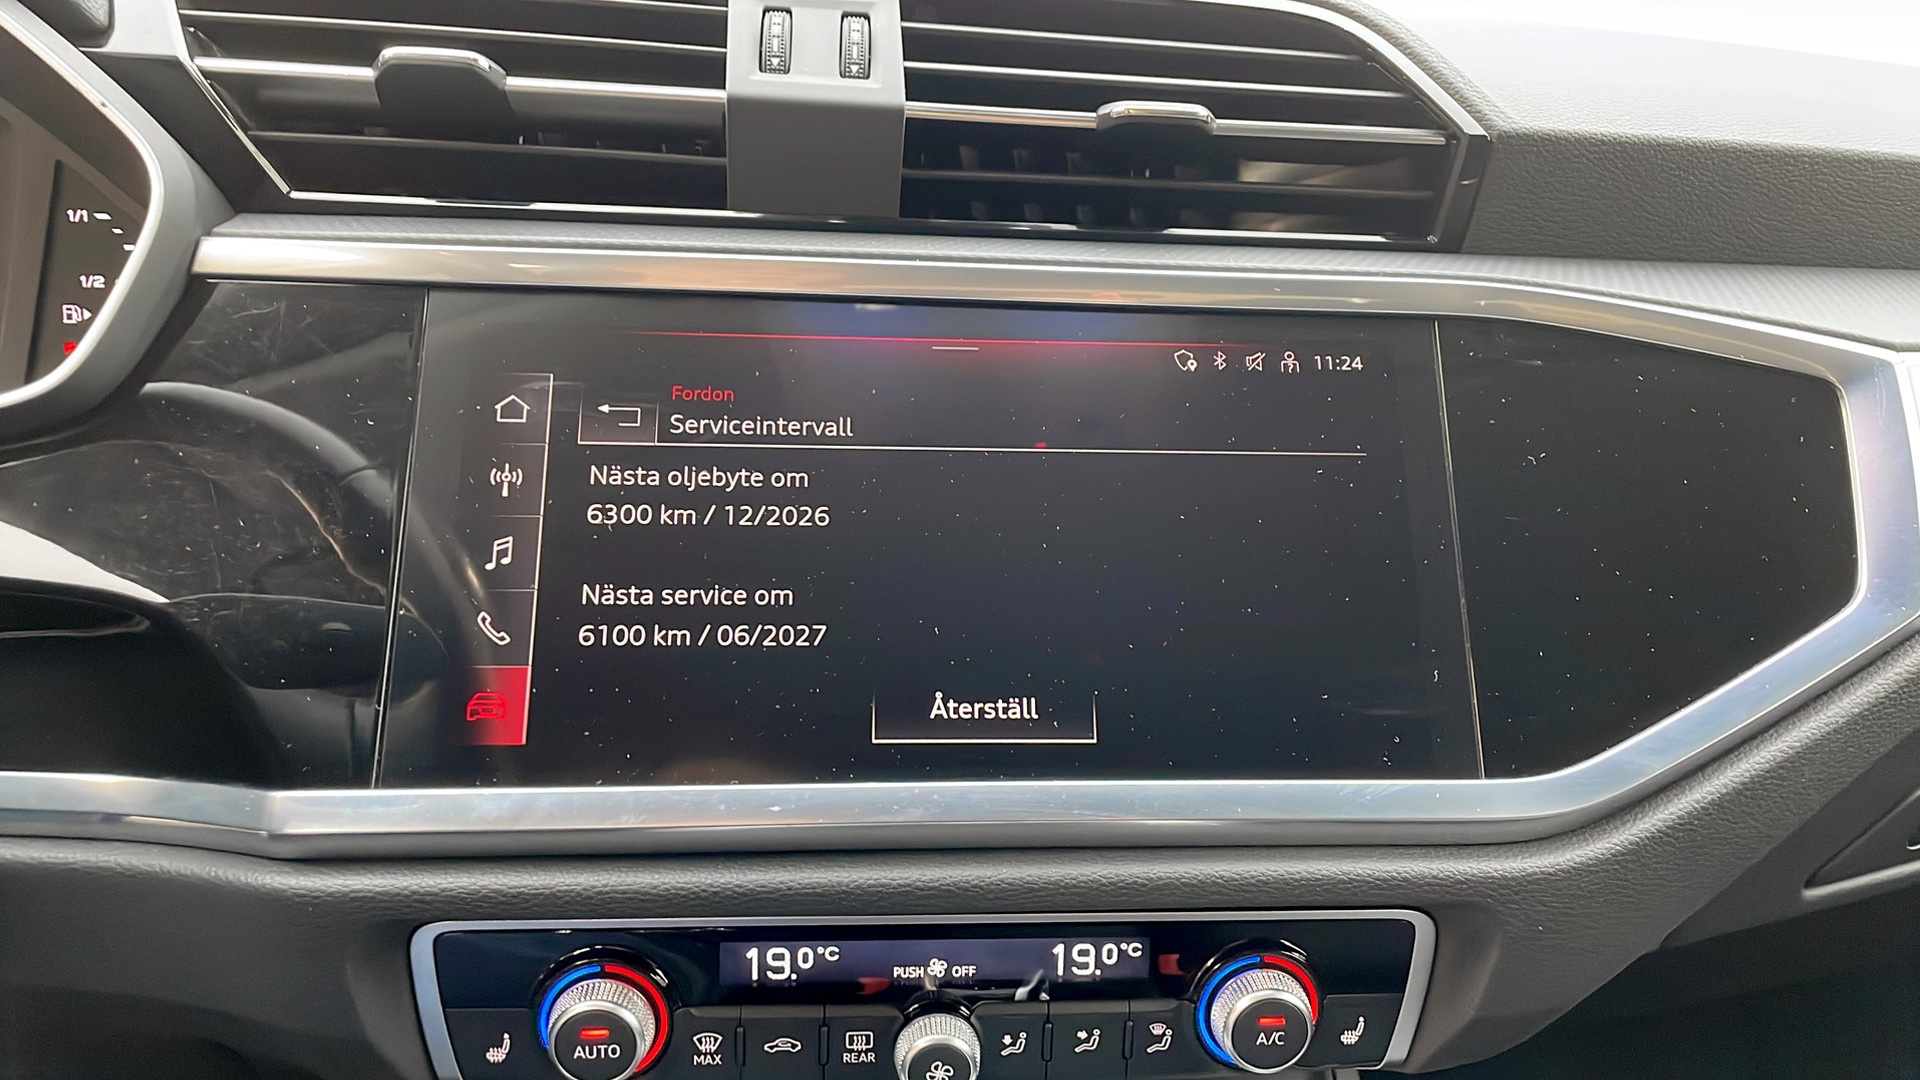 1/1
1/2
11:24
Fordon
Serviceintervall
Nästa oljebyte om
6300 km / 12/2026
Nästa service om
6100 km / 06/2027
Återställ
19.0°C
PUSH OFF
19.0°C
AUTO
MAX
REAR
A/C